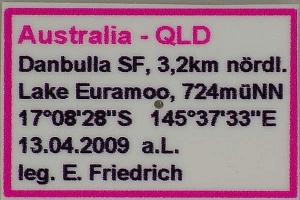 Australia - QLD
Danbulla SF, 3,2km nördl.
Lake Euramoo, 724müNN
17°08'28"S 145°37'33"E
13.04.2009 a.L.
leg. E. Friedrich